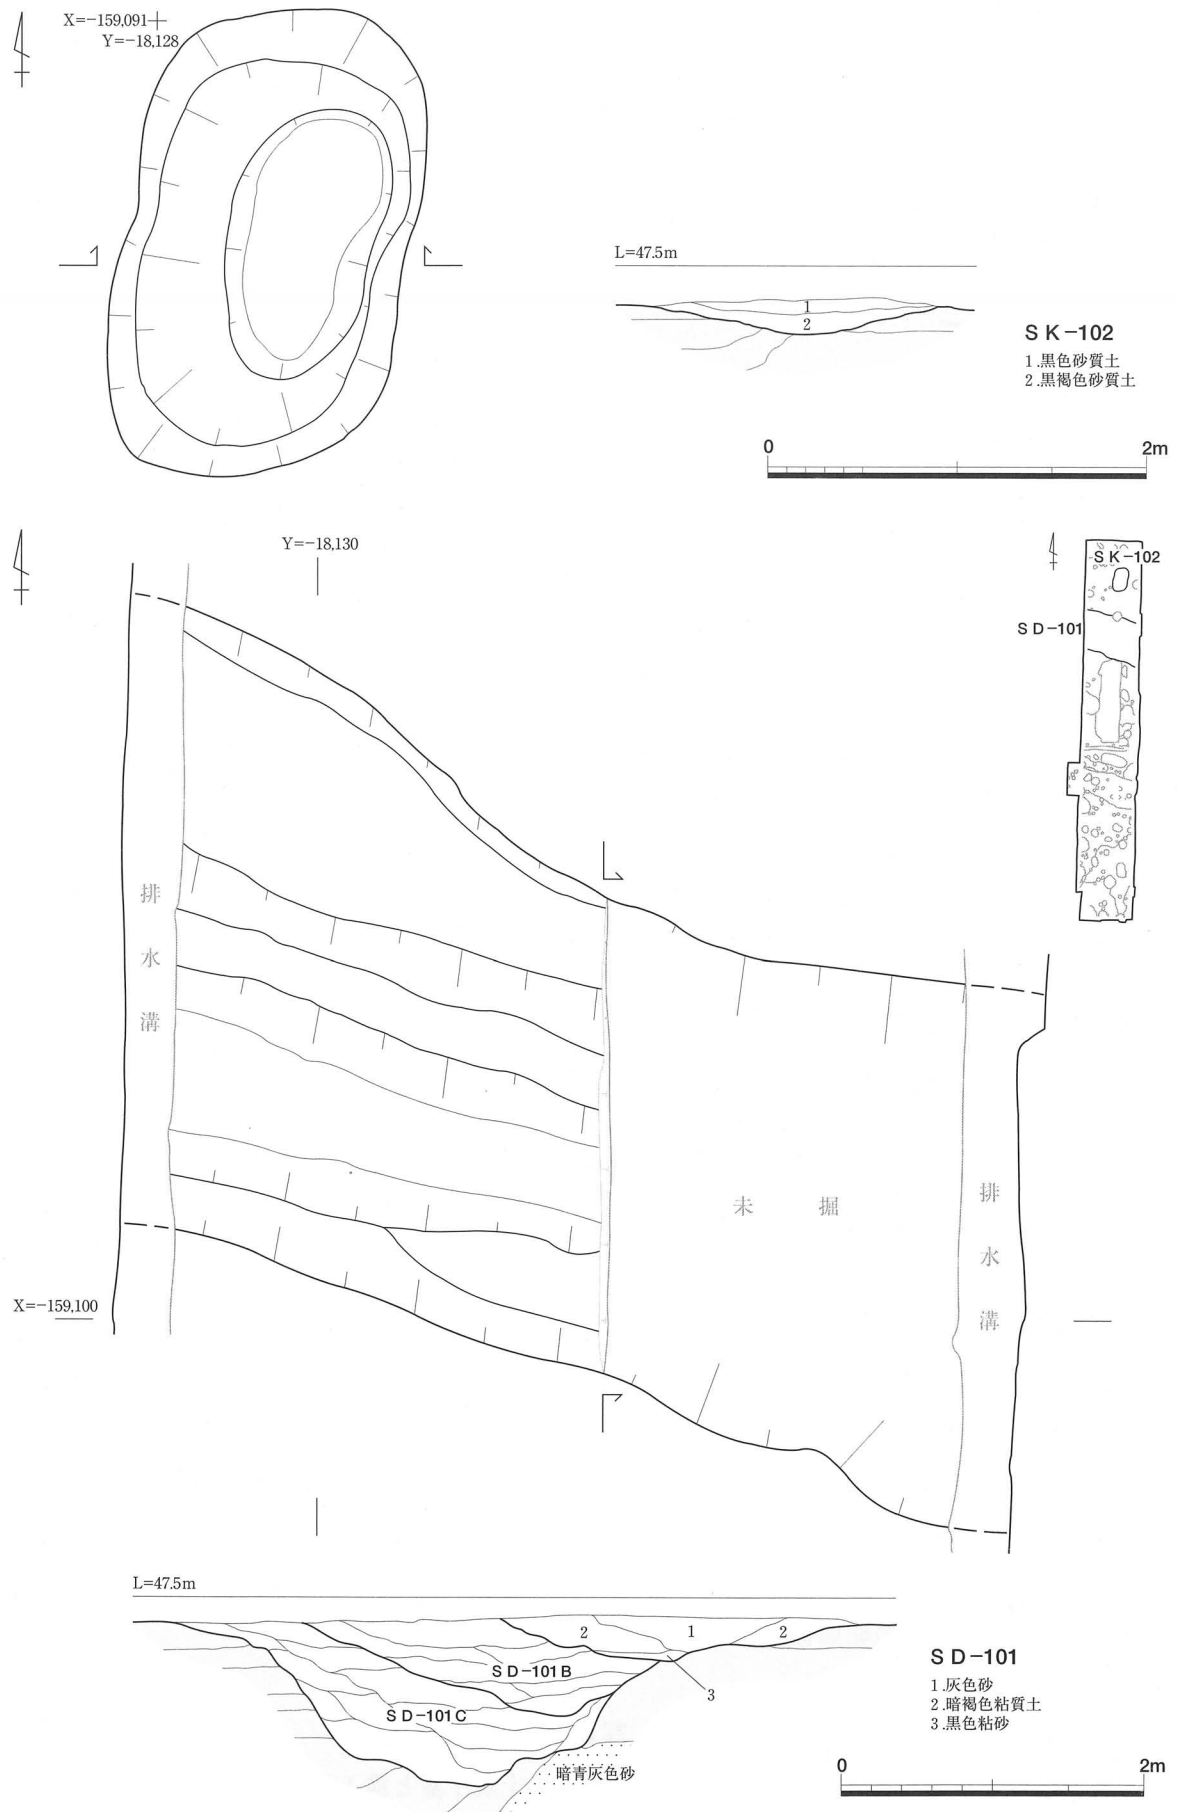 X=-159,091
Y=-18,128
L=47.5m
1
2
SK-102
1.黒色砂質土
2.黒褐色砂質土
0 2m
Y=-18,130
SK-102
SD-101
排水溝
未掘
排水溝
X=-159,100
L=47.5m
2 1 2
SD-101B
3
SD-101C
暗青灰色砂
SD-101
1.灰色砂
2.暗褐色粘質土
3.黒色粘砂
0 2m